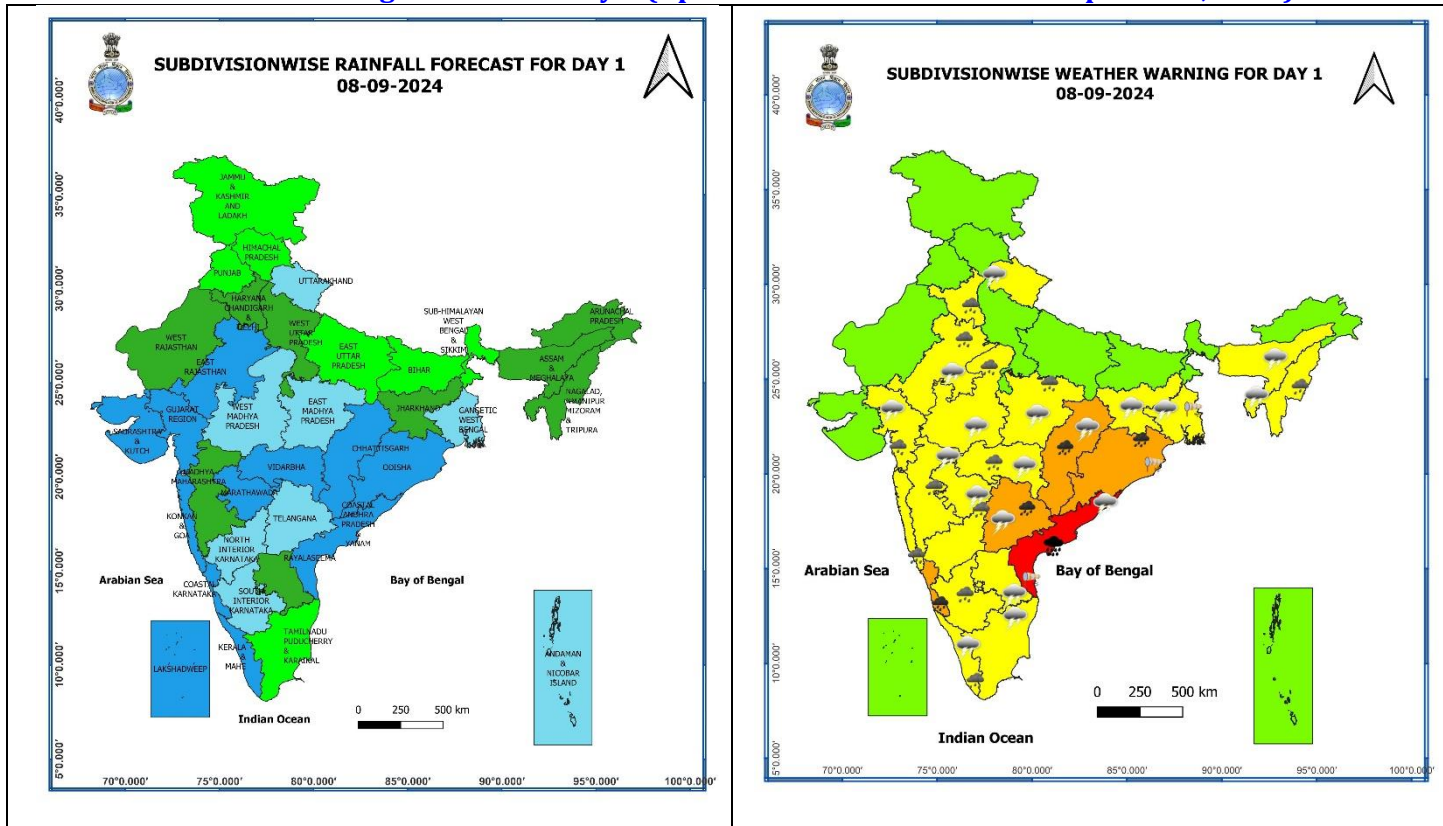 SUBDIVISIONWISE RAINFALL FORECAST FOR DAY 1
08-09-2024
40°0.000'
35°0.000'
30°0.000'
25°0.000'
20°0.000'
15°0.000'
10°0.000'
5°0.000'
JAMMU
&
KASHMIR
AND
LADAKH
HIMACHAL
PRADESH
PUNJAB
UTTARAKHAND
HARYANA
CHANDIGARH
&
DELHI
WEST
UTTAR
PRADESH
SUB-HIMALAYAN
WEST
BENGAL
&
SIKKIM
ARUNACHAL
PRADESH
WEST
RAJASTHAN
EAST
RAJASTHAN
EAST
UTTAR
PRADESH
BIHAR
ASSAM
&
MEGHALAYA
GUJARAT
REGION
WEST
MADHYA
PRADESH
EAST
MADHYA
PRADESH
JHARKHAND
GANGETIC
WEST
BENGAL
MIZORAM
&
TRIPURA
SAURASHTRA
&
KUTCH
CHHATTISGARH
ODISHA
VIDARBHA
MAHARASHTRA
MARATHAWADA
COASTAL
ANDHRA
PRADESH
&
YANAM
KONKAN
&
GOA
TELANGANA
NORTH
INTERIOR
KARNATAKA
RAYALASEEMA
Arabian Sea
Bay of Bengal
COASTAL
KARNATAKA
SOUTH
INTERIOR
KARNATAKA
TAMILNADU
PUDUCHERRY
&
KARAIKAL
KERALA
&
MAHE
LAKSHADWEEP
ANDAMAN
&
NICOBAR
ISLAND
Indian Ocean
0 250 500 km
70°0.000' 75°0.000' 80°0.000' 85°0.000' 90°0.000' 95°0.000' 100°0.000'
SUBDIVISIONWISE WEATHER WARNING FOR DAY 1
08-09-2024
40°0.000'
35°0.000'
30°0.000'
25°0.000'
20°0.000'
15°0.000'
10°0.000'
5°0.000'
Arabian Sea
Bay of Bengal
0 250 500 km
Indian Ocean
70°0.000' 75°0.000' 80°0.000' 85°0.000' 90°0.000' 95°0.000' 100°0.000'